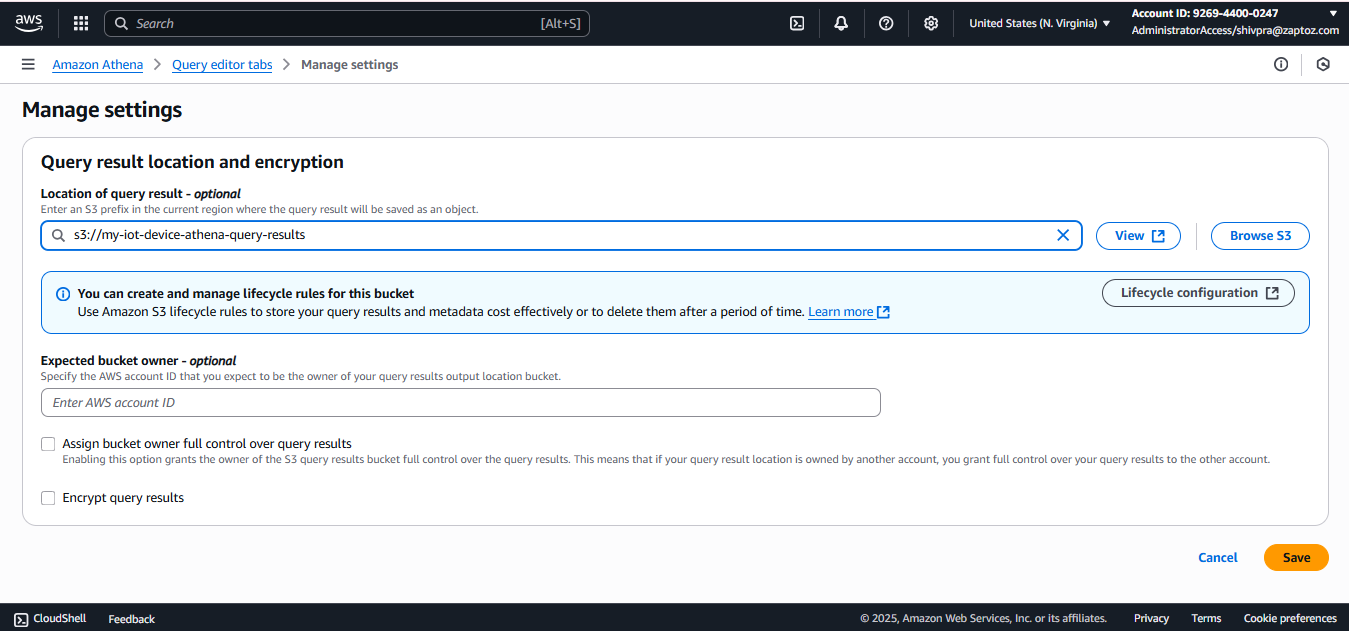 aws
Search [Alt+S]
United States (N. Virginia)
Account ID: 9269-4400-0247
AdministratorAccess/shivpra@zaptoz.com
Amazon Athena > Query editor tabs > Manage settings
Manage settings
Query result location and encryption
Location of query result - optional
Enter an S3 prefix in the current region where the query result will be saved as an object.
s3://my-iot-device-athena-query-results
View
Browse S3
You can create and manage lifecycle rules for this bucket
Use Amazon S3 lifecycle rules to store your query results and metadata cost effectively or to delete them after a period of time. Learn more
Lifecycle configuration
Expected bucket owner - optional
Specify the AWS account ID that you expect to be the owner of your query results output location bucket.
Enter AWS account ID
Assign bucket owner full control over query results
Enabling this option grants the owner of the S3 query results bucket full control over the query results. This means that if your query result location is owned by another account, you grant full control over your query results to the other account.
Encrypt query results
Cancel
Save
CloudShell
Feedback
© 2025, Amazon Web Services, Inc. or its affiliates.
Privacy
Terms
Cookie preferences